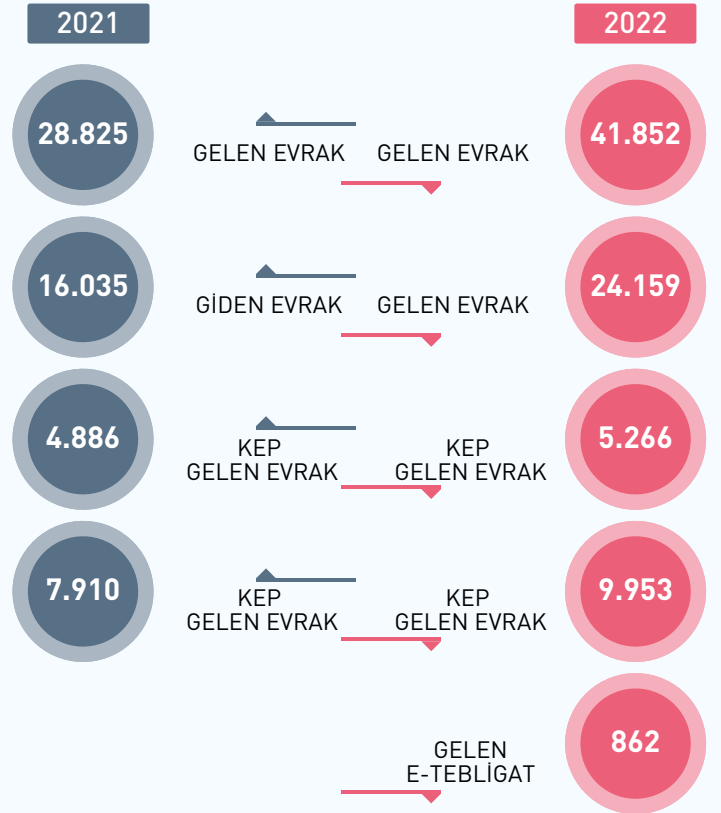 2021
2022
28.825
GELEN EVRAK
GELEN EVRAK
41.852
16.035
GİDEN EVRAK
GELEN EVRAK
24.159
4.886
KEP
GELEN EVRAK
KEP
GELEN EVRAK
5.266
7.910
KEP
GELEN EVRAK
KEP
GELEN EVRAK
9.953
GELEN
E-TEBLİGAT
862